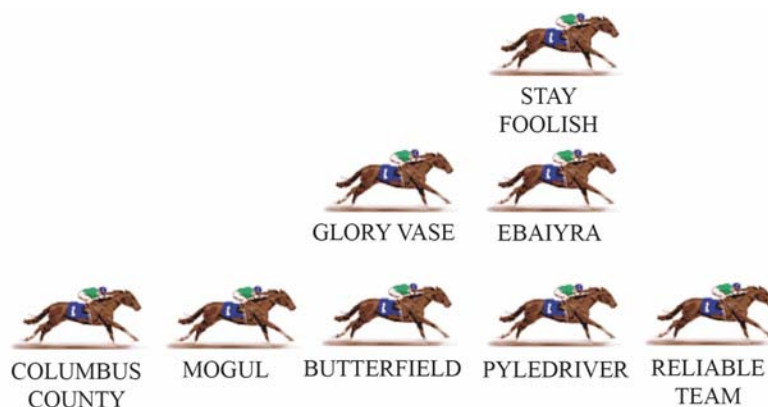 STAY
FOOLISH
GLORY VASE
EBAIYRA
COLUMBUS
COUNTY
MOGUL
BUTTERFIELD
PYLEDRIVER
RELIABLE
TEAM